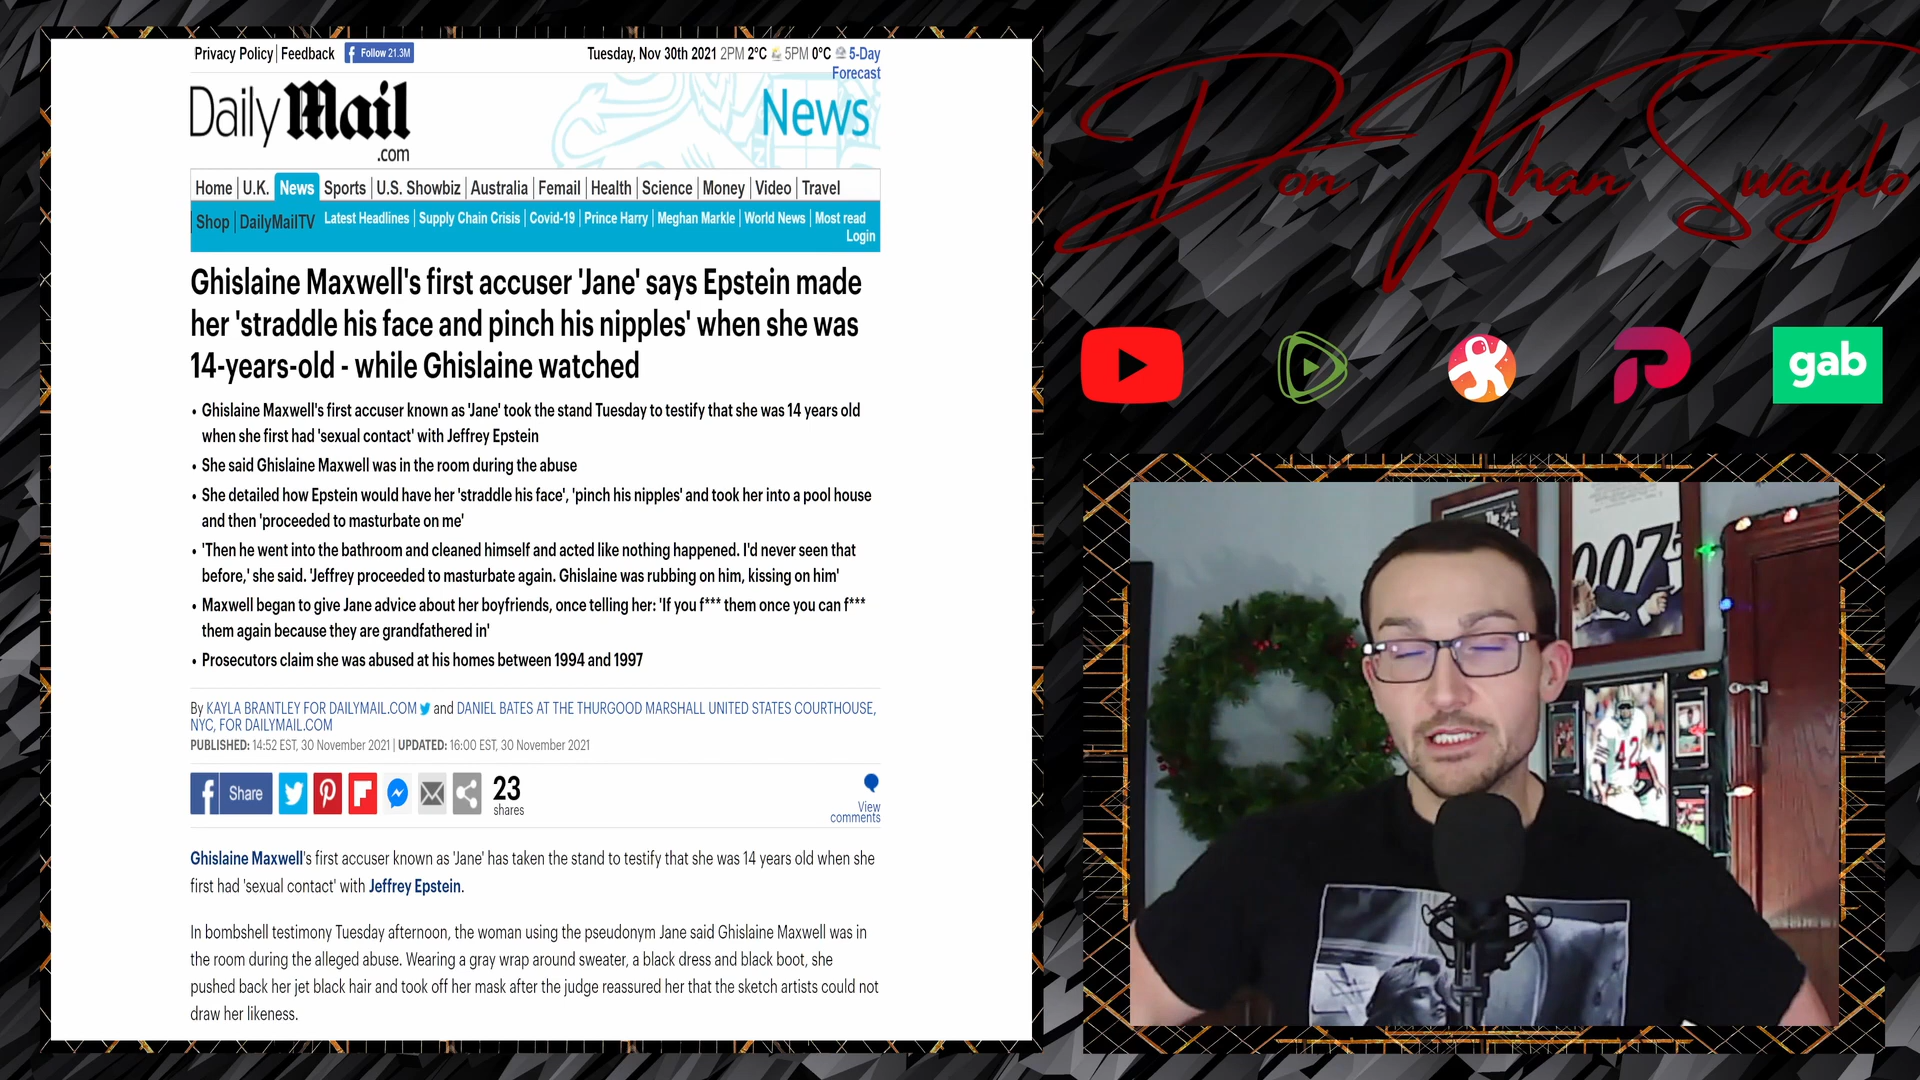 Privacy Policy | Feedback Follow 21.3M Tuesday, Nov 30th 2021 2PM 2°C 5PM 0°C 5-Day
Forecast
Daily Mail
.com
News
Home | U.K. News Sports | U.S. Showbiz | Australia | Femail | Health | Science | Money | Video | Travel
Shop | DailyMailTV Latest Headlines | Supply Chain Crisis | Covid-19 | Prince Harry | Meghan Markle | World News | Most read
Login
Ghislaine Maxwell's first accuser 'Jane' says Epstein made
her 'straddle his face and pinch his nipples' when she was
14-years-old - while Ghislaine watched
• Ghislaine Maxwell's first accuser known as 'Jane' took the stand Tuesday to testify that she was 14 years old
when she first had 'sexual contact' with Jeffrey Epstein
• She said Ghislaine Maxwell was in the room during the abuse
• She detailed how Epstein would have her 'straddle his face', 'pinch his nipples' and took her into a pool house
and then 'proceeded to masturbate on me'
• 'Then he went into the bathroom and cleaned himself and acted like nothing happened. I'd never seen that
before,' she said. 'Jeffrey proceeded to masturbate again. Ghislaine was rubbing on him, kissing on him'
• Maxwell began to give Jane advice about her boyfriends, once telling her: 'If you f*** them once you can f***
them again because they are grandfathered in'
• Prosecutors claim she was abused at his homes between 1994 and 1997
By KAYLA BRANTLEY FOR DAILYMAIL.COM and DANIEL BATES AT THE THURGOOD MARSHALL UNITED STATES COURTHOUSE,
NYC, FOR DAILYMAIL.COM
PUBLISHED: 14:52 EST, 30 November 2021 | UPDATED: 16:00 EST, 30 November 2021
Share 23
shares
View
comments
Ghislaine Maxwell's first accuser known as 'Jane' has taken the stand to testify that she was 14 years old when she
first had 'sexual contact' with Jeffrey Epstein.
In bombshell testimony Tuesday afternoon, the woman using the pseudonym Jane said Ghislaine Maxwell was in
the room during the alleged abuse. Wearing a gray wrap around sweater, a black dress and black boot, she
pushed back her jet black hair and took off her mask after the judge reassured her that the sketch artists could not
draw her likeness.
Don Khan Swaylo
gab
007
42